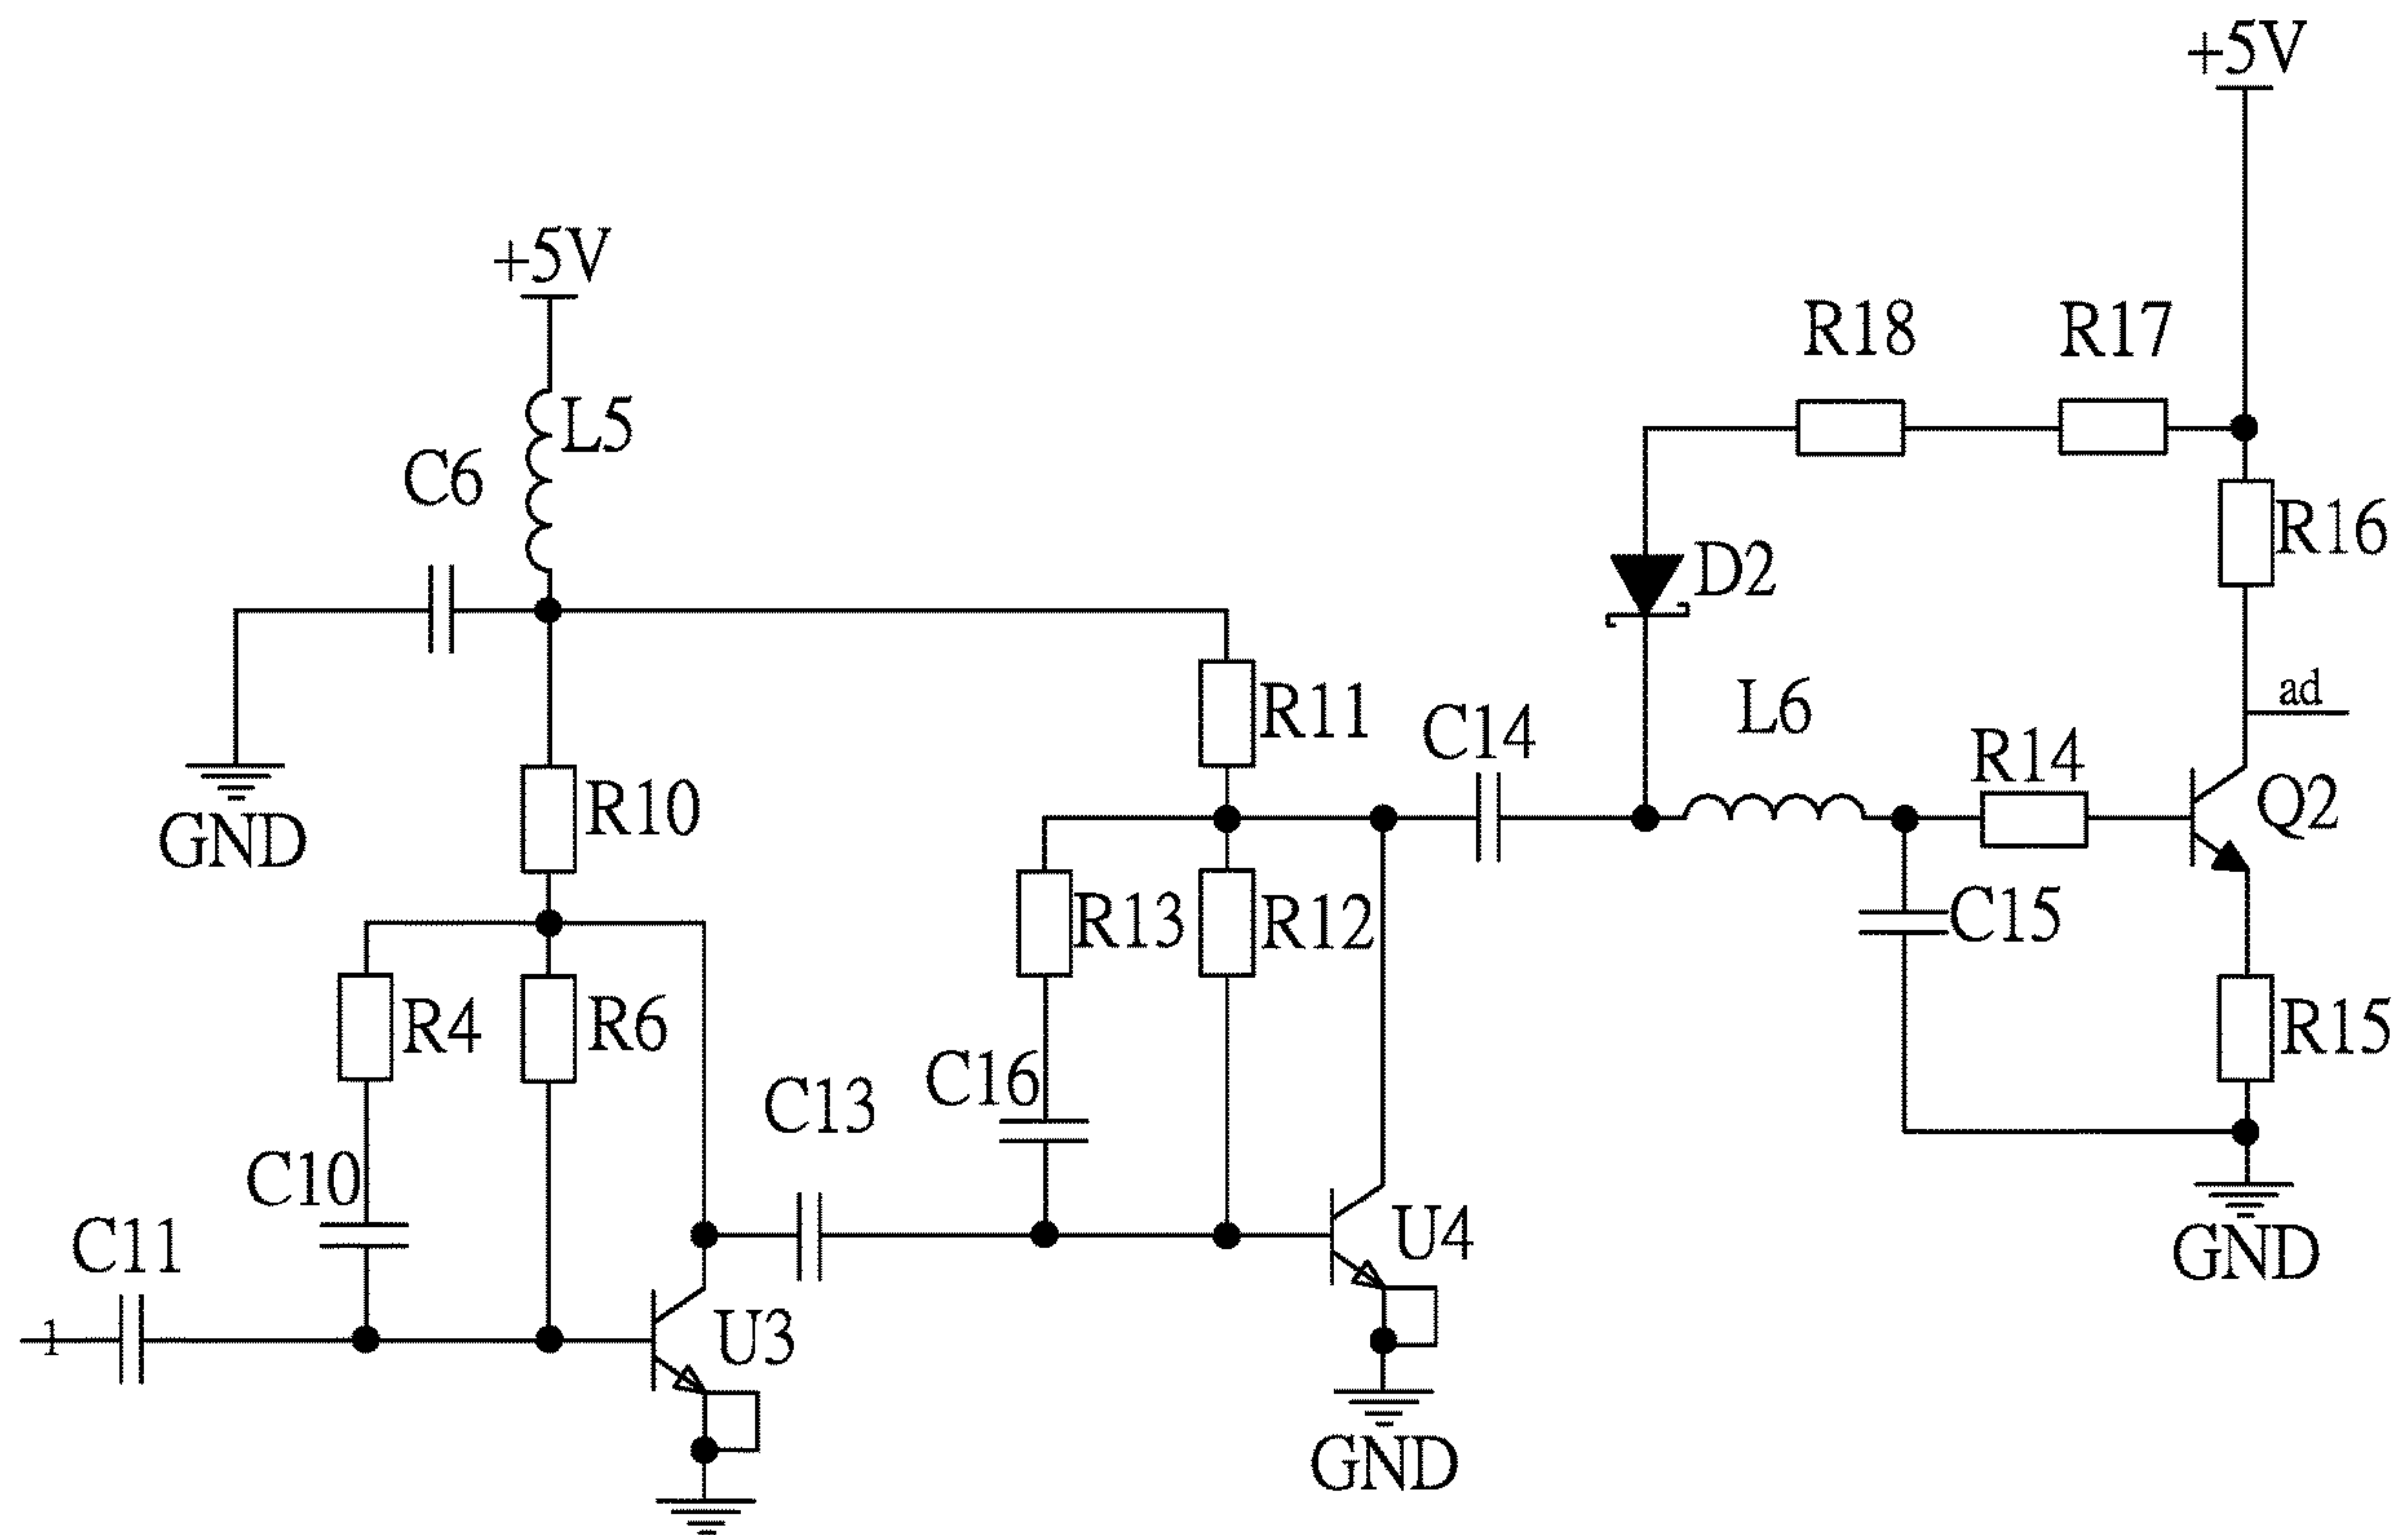 +5V
+5V
R18
R17
L5
C6
R16
D2
ad
L6
R11
C14
R14
R10
Q2
GND
R13
R12
C15
R4
R6
R15
C16
C13
C10
C11
U4
GND
1
U3
GND